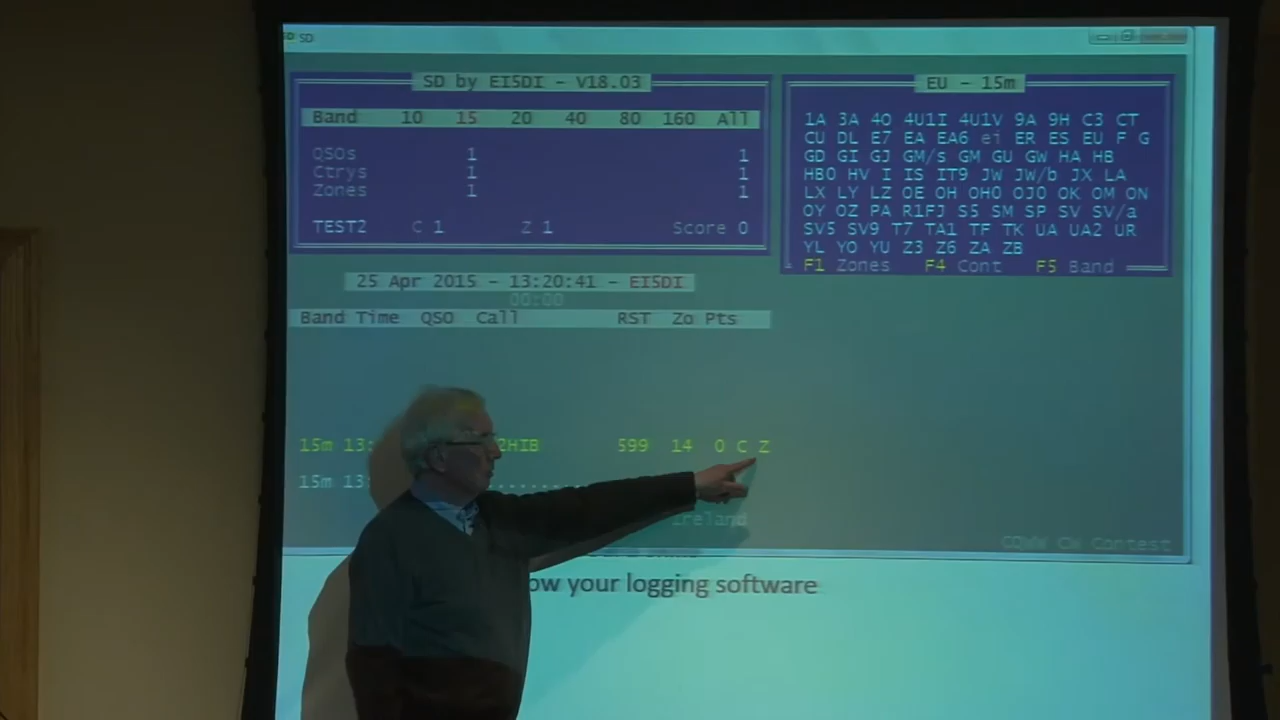 SD
SD by EI5DI - V18.03
Band 10 15 20 40 80 160 All
QSOs 1 1
Ctrys 1 1
Zones 1 1
TEST2 C 1 Z 1 Score 0
EU - 15m
1A 3A 4O 4U1I 4U1V 9A 9H C3 CT
CU DL E7 EA EA6 ei ER ES EU F G
GD GI GJ GM/s GM GU GW HA HB
HB0 HV I IS IT9 JW JW/b JX LA
LX LY LZ OE OH OH0 OJ0 OK OM ON
OY OZ PA R1FJ S5 SM SP SV SV/a
SV5 SV9 T7 TA1 TF TK UA UA2 UR
YL YO YU Z3 Z6 ZA ZB
F1 Zones F4 Cont F5 Band
25 Apr 2015 - 13:20:41 - EI5DI
00:00
Band Time QSO Call RST Zo Pts
15m 13: 2HIB 599 14 0 C Z
15m 13
Ireland
CQWW CW Contest
ow your logging software